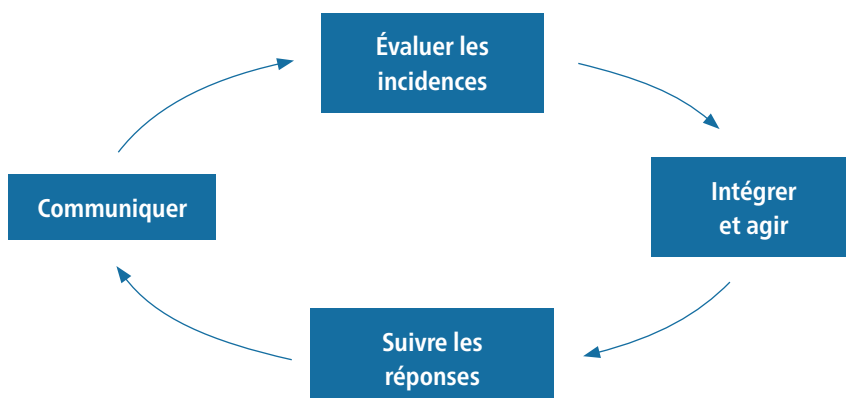 Évaluer les
incidences
Intégrer
et agir
Suivre les
réponses
Communiquer